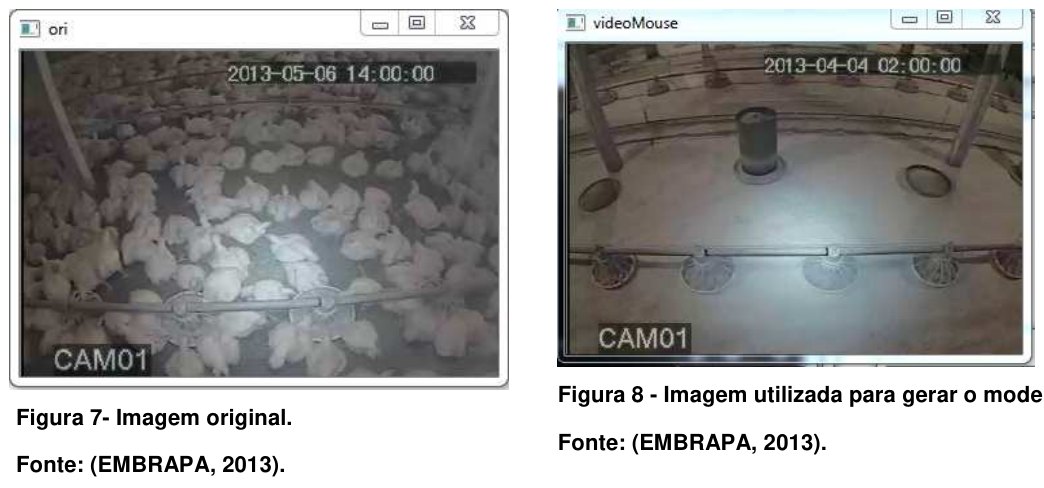 ori
2013-05-06 14:00:00
CAM01
Figura 7- Imagem original.
Fonte: (EMBRAPA, 2013).
videoMouse
2013-04-04 02:00:00
CAM01
Figura 8 - Imagem utilizada para gerar o mode
Fonte: (EMBRAPA, 2013).